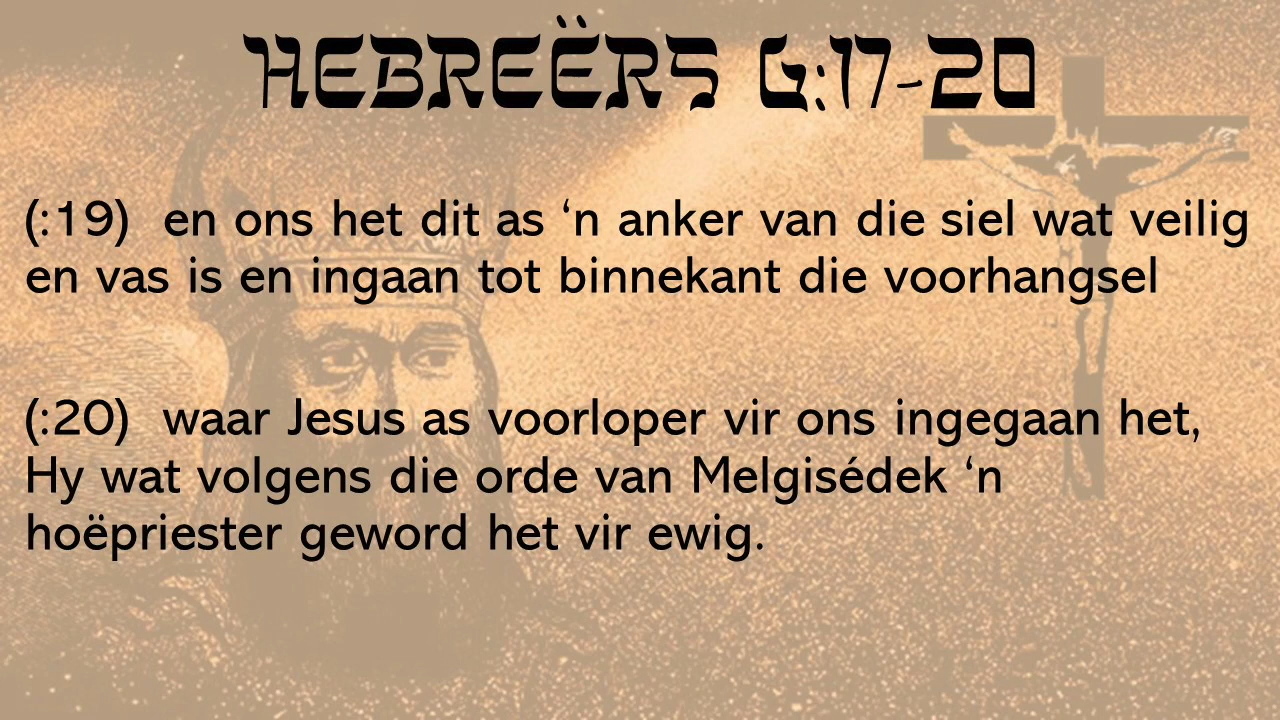 HEBREËRS 6:17-20
(:19) en ons het dit as ‘n anker van die siel wat veilig
en vas is en ingaan tot binnekant die voorhangsel
(:20) waar Jesus as voorloper vir ons ingegaan het,
Hy wat volgens die orde van Melgisédek ‘n
hoëpriester geword het vir ewig.